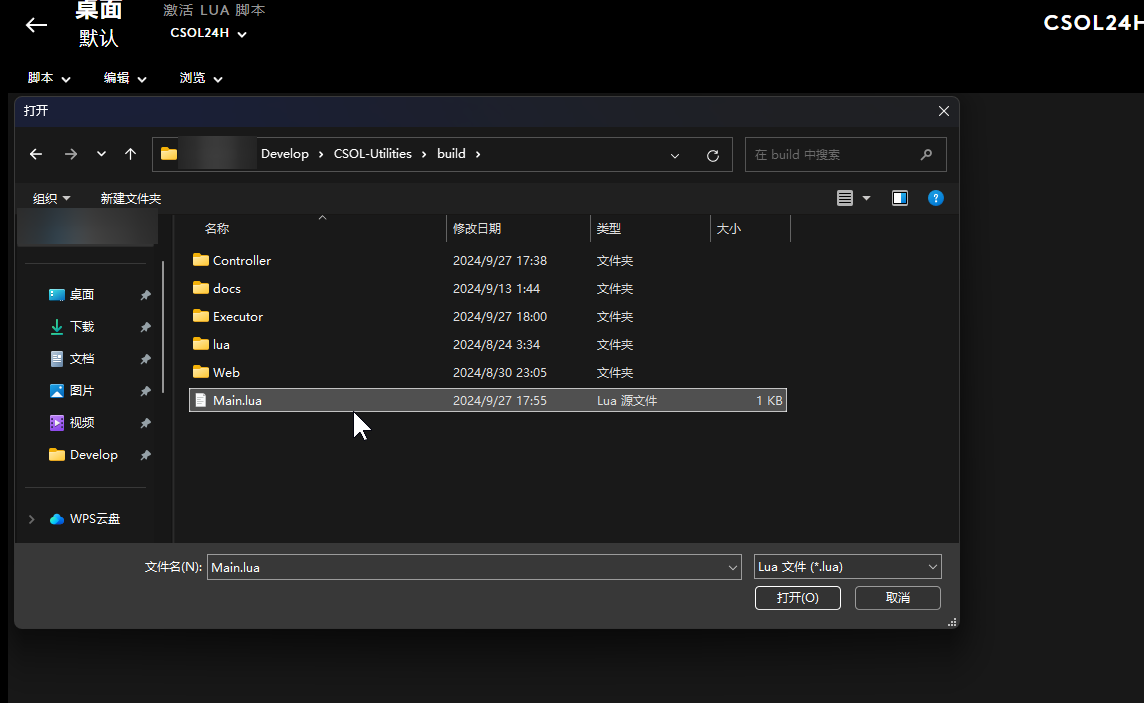 桌面
默认
激活 LUA 脚本
CSOL24H
CSOL24H
脚本 编辑 浏览
打开
Develop › CSOL-Utilities › build ›
在 build 中搜索
组织 新建文件夹
名称 修改日期 类型 大小
Controller 2024/9/27 17:38 文件夹
docs 2024/9/13 1:44 文件夹
Executor 2024/9/27 18:00 文件夹
lua 2024/8/24 3:34 文件夹
Web 2024/8/30 23:05 文件夹
Main.lua 2024/9/27 17:55 Lua 源文件 1 KB
桌面
下载
文档
图片
视频
Develop
WPS云盘
文件名(N): Main.lua
Lua 文件 (*.lua)
打开(O) 取消